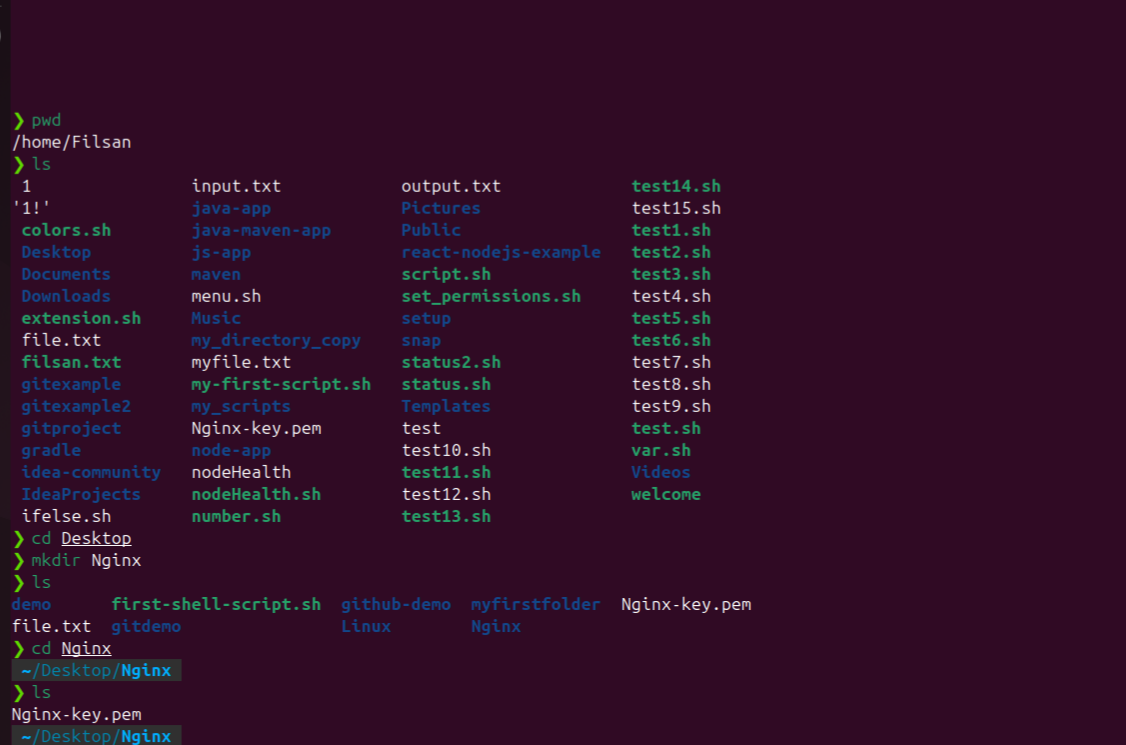 ❯ pwd
/home/Filsan
❯ ls
 1               input.txt            output.txt             test14.sh
'1!'             java-app             Pictures               test15.sh
 colors.sh       java-maven-app       Public                 test1.sh
 Desktop         js-app               react-nodejs-example   test2.sh
 Documents       maven                script.sh              test3.sh
 Downloads       menu.sh              set_permissions.sh     test4.sh
 extension.sh    Music                setup                  test5.sh
 file.txt        my_directory_copy    snap                   test6.sh
 filsan.txt      myfile.txt           status2.sh             test7.sh
 gitexample      my-first-script.sh   status.sh              test8.sh
 gitexample2     my_scripts           Templates              test9.sh
 gitproject      Nginx-key.pem        test                   test.sh
 gradle          node-app             test10.sh              var.sh
 idea-community  nodeHealth           test11.sh              Videos
 IdeaProjects    nodeHealth.sh        test12.sh              welcome
 ifelse.sh       number.sh            test13.sh
❯ cd Desktop
❯ mkdir Nginx
❯ ls
demo      first-shell-script.sh  github-demo  myfirstfolder  Nginx-key.pem
file.txt  gitdemo                Linux        Nginx
❯ cd Nginx
~/Desktop/Nginx
❯ ls
Nginx-key.pem
~/Desktop/Nginx